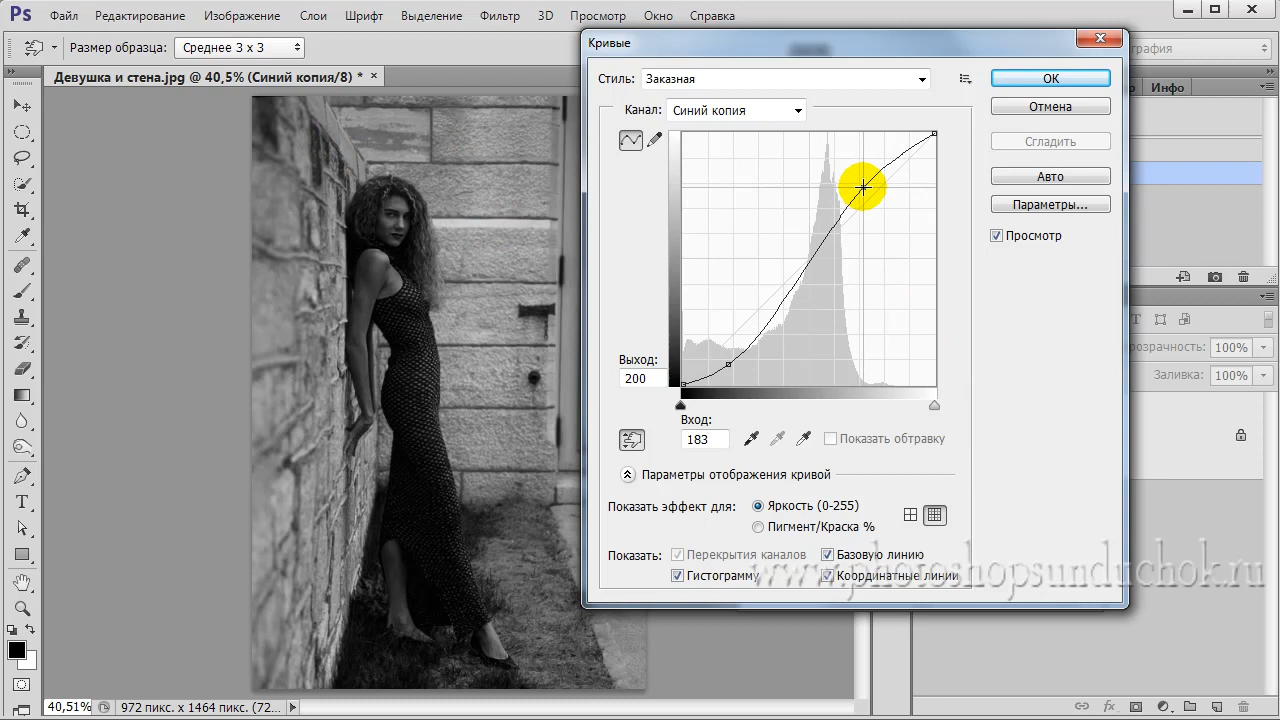 Ps Файл Редактирование Изображение Слои Шрифт Выделение Фильтр 3D Просмотр Окно Справка
Размер образца: Среднее 3 x 3
Девушка и стена.jpg @ 40,5% (Синий копия/8) * ×
Кривые
Стиль: Заказная
Канал: Синий копия
OK
Отмена
Сгладить
Авто
Параметры...
Просмотр
Выход:
200
Вход:
183
Показать обтравку
Параметры отображения кривой
Показать эффект для: Яркость (0-255)
Пигмент/Краска %
Показать: Перекрытия каналов Базовую линию
Гистограмму Координатные линии
Инфо
100%
Заливка: 100%
www.photoshopsunduchok.ru
40,51% 972 пикс. x 1464 пикс. (72...